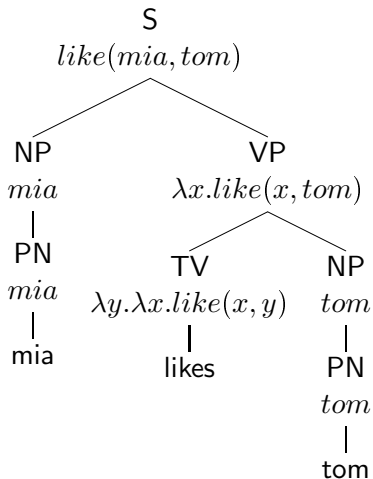 S
like(mia, tom)
NP VP
mia λx.like(x, tom)
PN TV NP
mia λy.λx.like(x, y) tom
mia likes PN
tom
tom